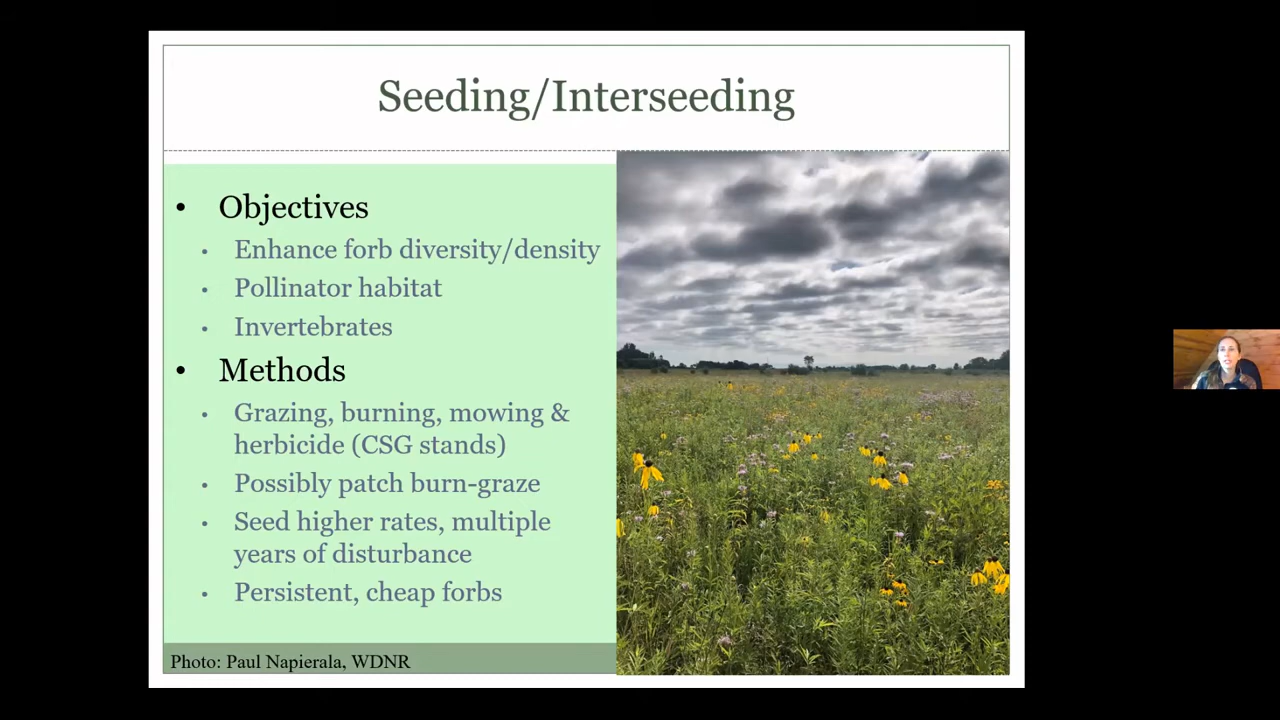 Seeding/Interseeding
• Objectives
• Enhance forb diversity/density
• Pollinator habitat
• Invertebrates
• Methods
• Grazing, burning, mowing &
herbicide (CSG stands)
• Possibly patch burn-graze
• Seed higher rates, multiple
years of disturbance
• Persistent, cheap forbs
Photo: Paul Napierala, WDNR